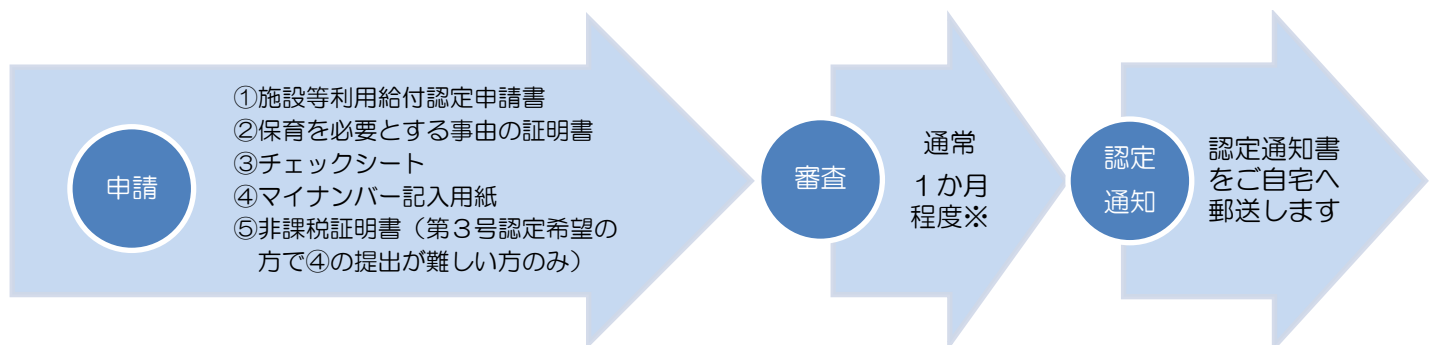 申請
①施設等利用給付認定申請書
②保育を必要とする事由の証明書
③チェックシート
④マイナンバー記入用紙
⑤非課税証明書（第３号認定希望の
方で④の提出が難しい方のみ）
審査
通常
１か月
程度※
認定
通知
認定通知書
をご自宅へ
郵送します